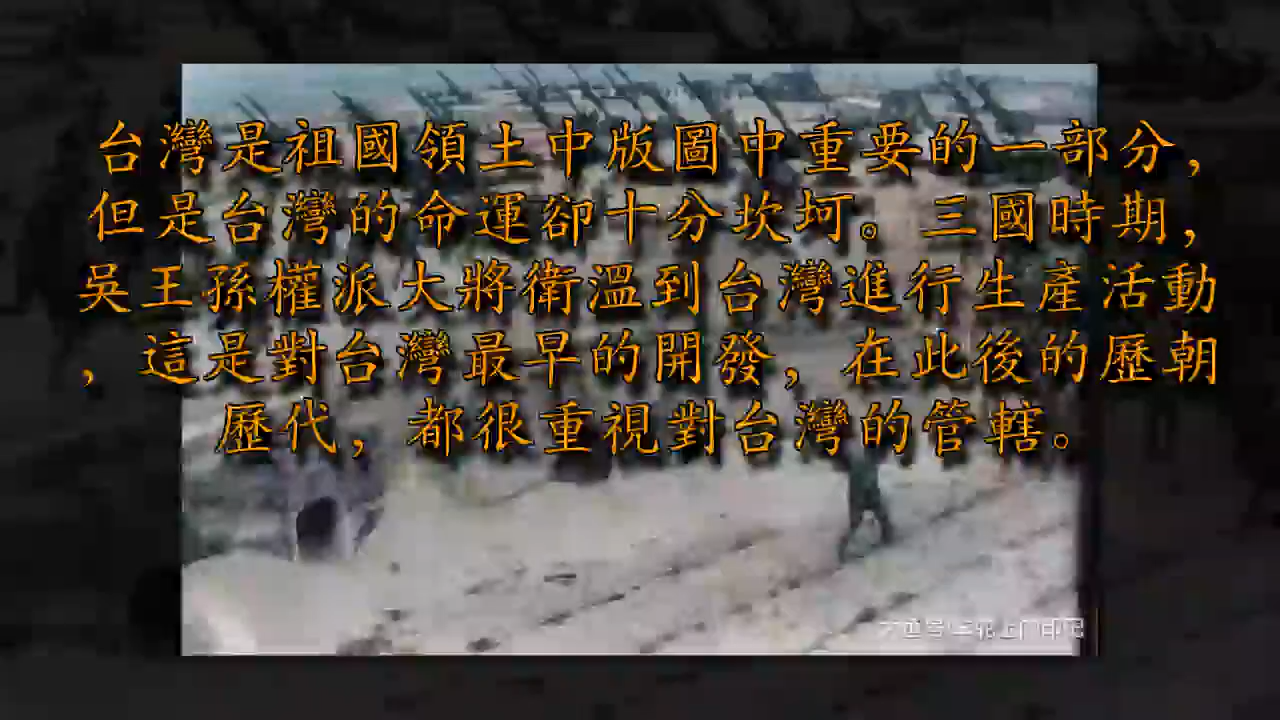 台灣是祖國領土中版圖中重要的一部分，
但是台灣的命運卻十分坎坷。三國時期，
吳王孫權派大將衛溫到台灣進行生產活動
，這是對台灣最早的開發，在此後的歷朝
歷代，都很重視對台灣的管轄。